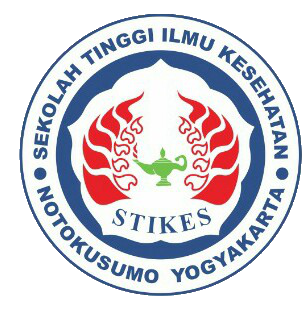 SEKOLAH TINGGI ILMU KESEHATAN
STIKES
NOTOKUSUMO YOGYAKARTA